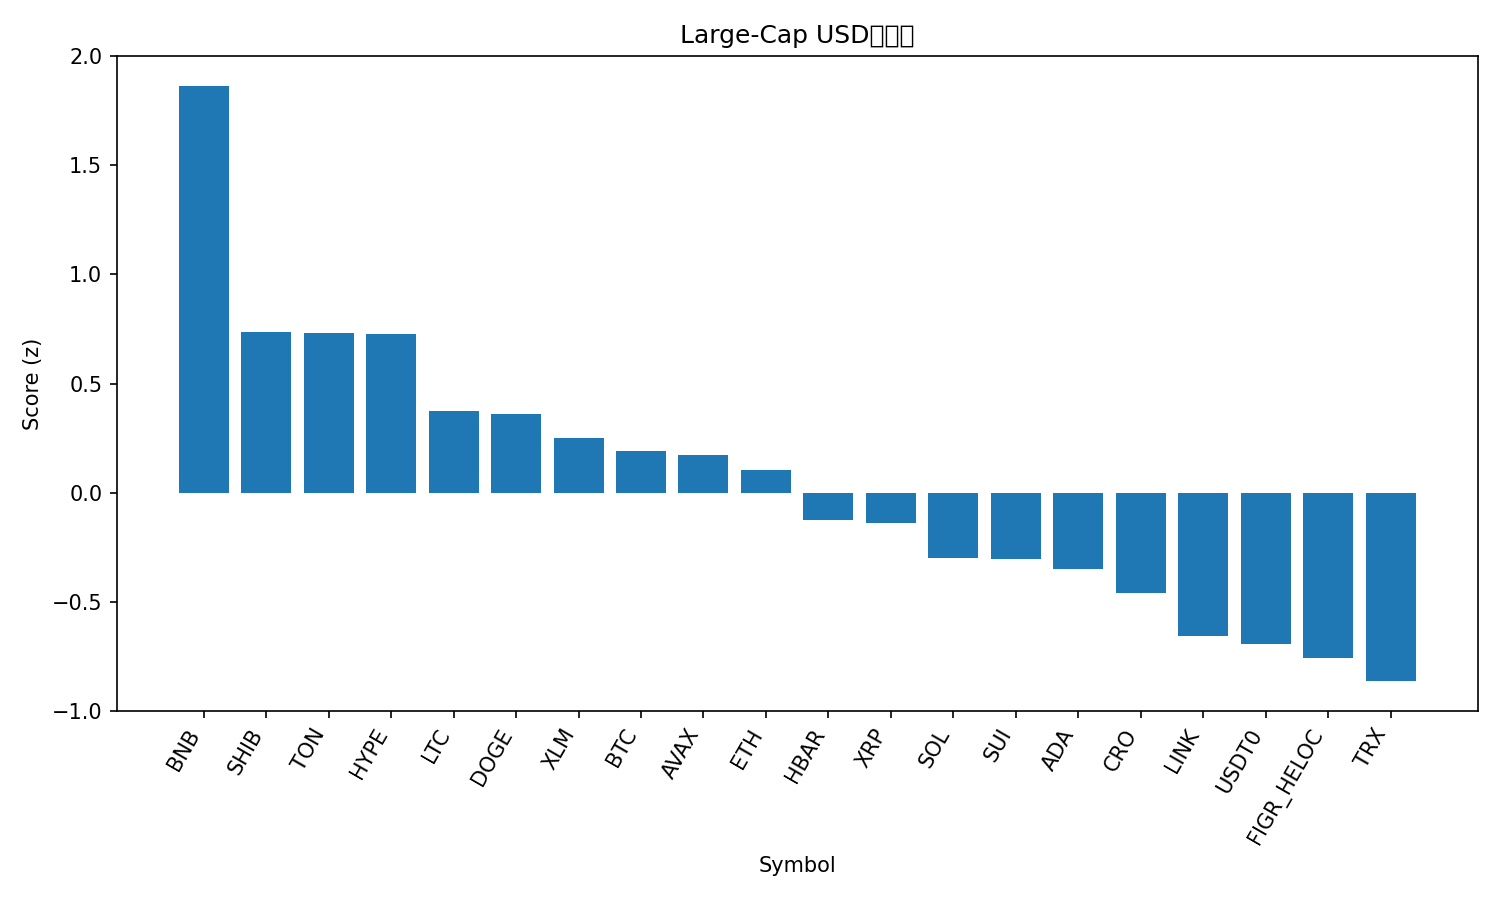 Large-Cap USD
2.0
1.5
1.0
0.5
0.0
−0.5
−1.0
Score (z)
BNB
SHIB
TON
HYPE
LTC
DOGE
XLM
BTC
AVAX
ETH
HBAR
XRP
SOL
SUI
ADA
CRO
LINK
USDT0
FIGR_HELOC
TRX
Symbol